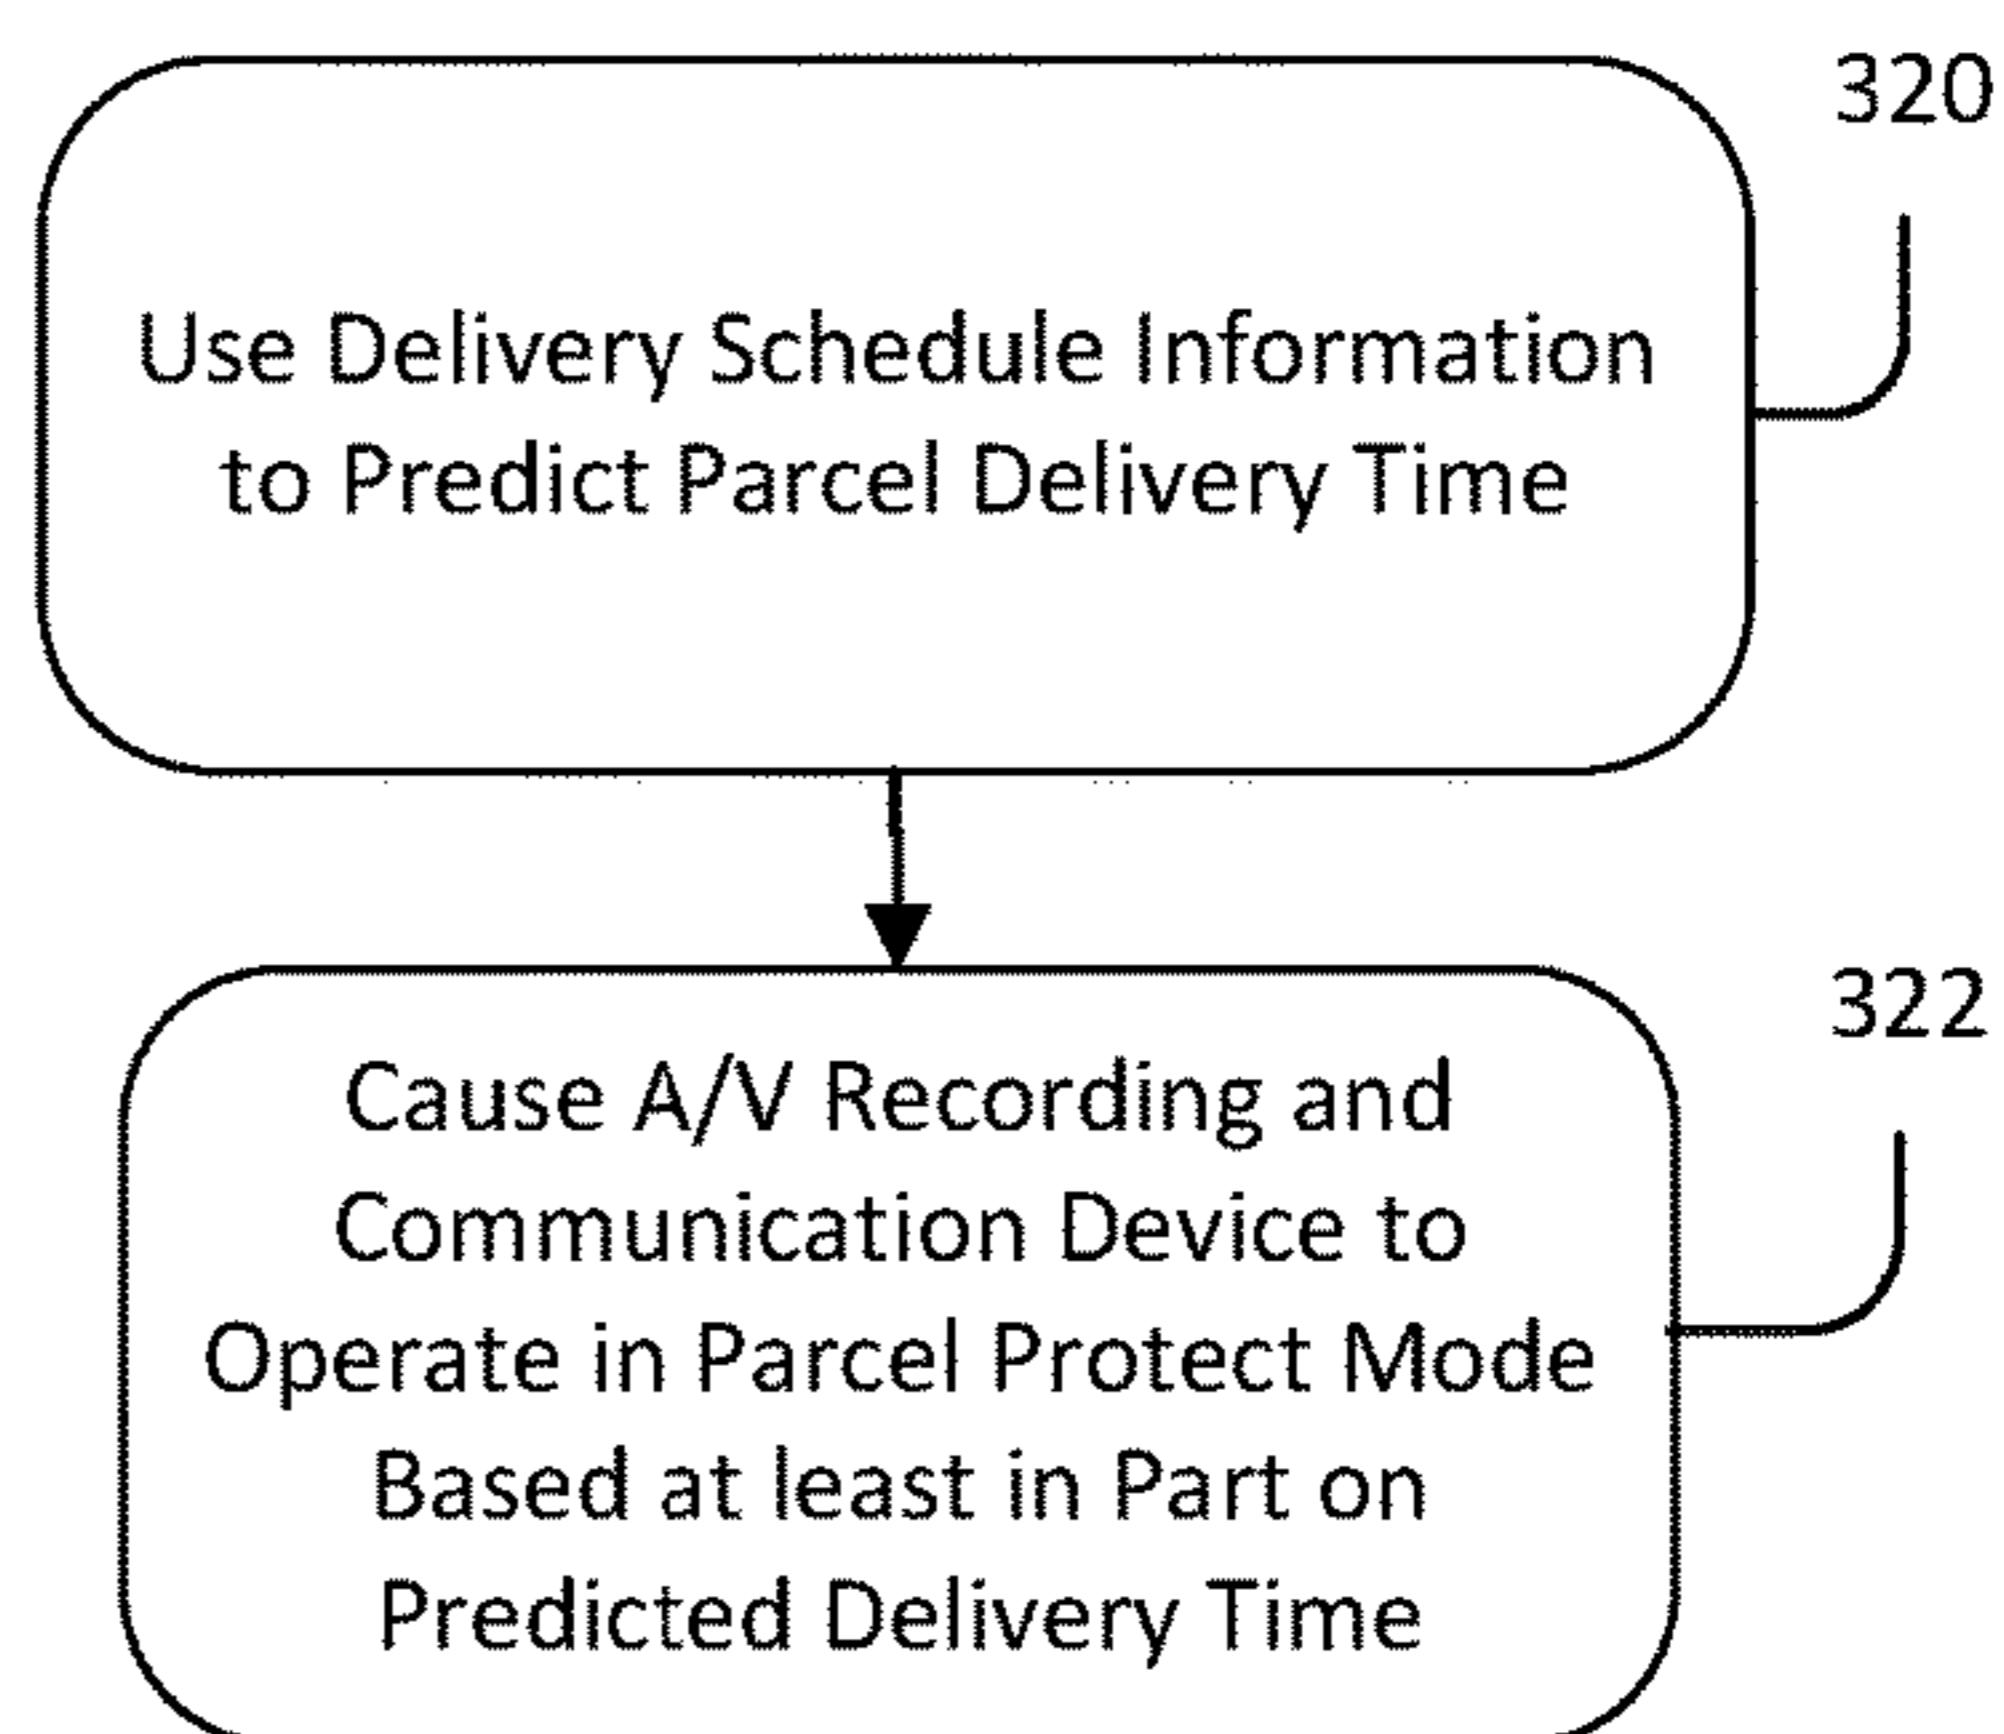 320
Use Delivery Schedule Information
to Predict Parcel Delivery Time
322
Cause A/V Recording and
Communication Device to
Operate in Parcel Protect Mode
Based at least in Part on
Predicted Delivery Time